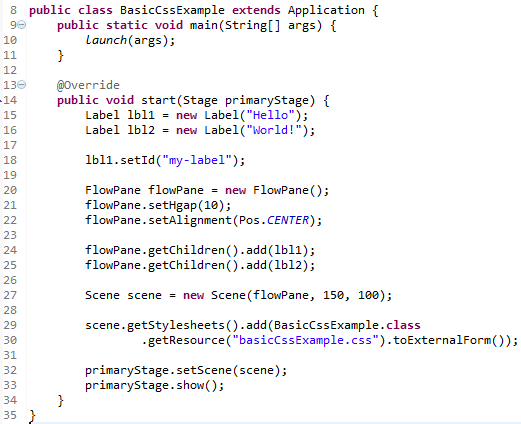 8 public class BasicCssExample extends Application {
9     public static void main(String[] args) {
10         launch(args);
11     }
12
13     @Override
14     public void start(Stage primaryStage) {
15         Label lbl1 = new Label("Hello");
16         Label lbl2 = new Label("World!");
17
18         lbl1.setId("my-label");
19
20         FlowPane flowPane = new FlowPane();
21         flowPane.setHgap(10);
22         flowPane.setAlignment(Pos.CENTER);
23
24         flowPane.getChildren().add(lbl1);
25         flowPane.getChildren().add(lbl2);
26
27         Scene scene = new Scene(flowPane, 150, 100);
28
29         scene.getStylesheets().add(BasicCssExample.class
30                 .getResource("basicCssExample.css").toExternalForm());
31
32         primaryStage.setScene(scene);
33         primaryStage.show();
34     }
35 }